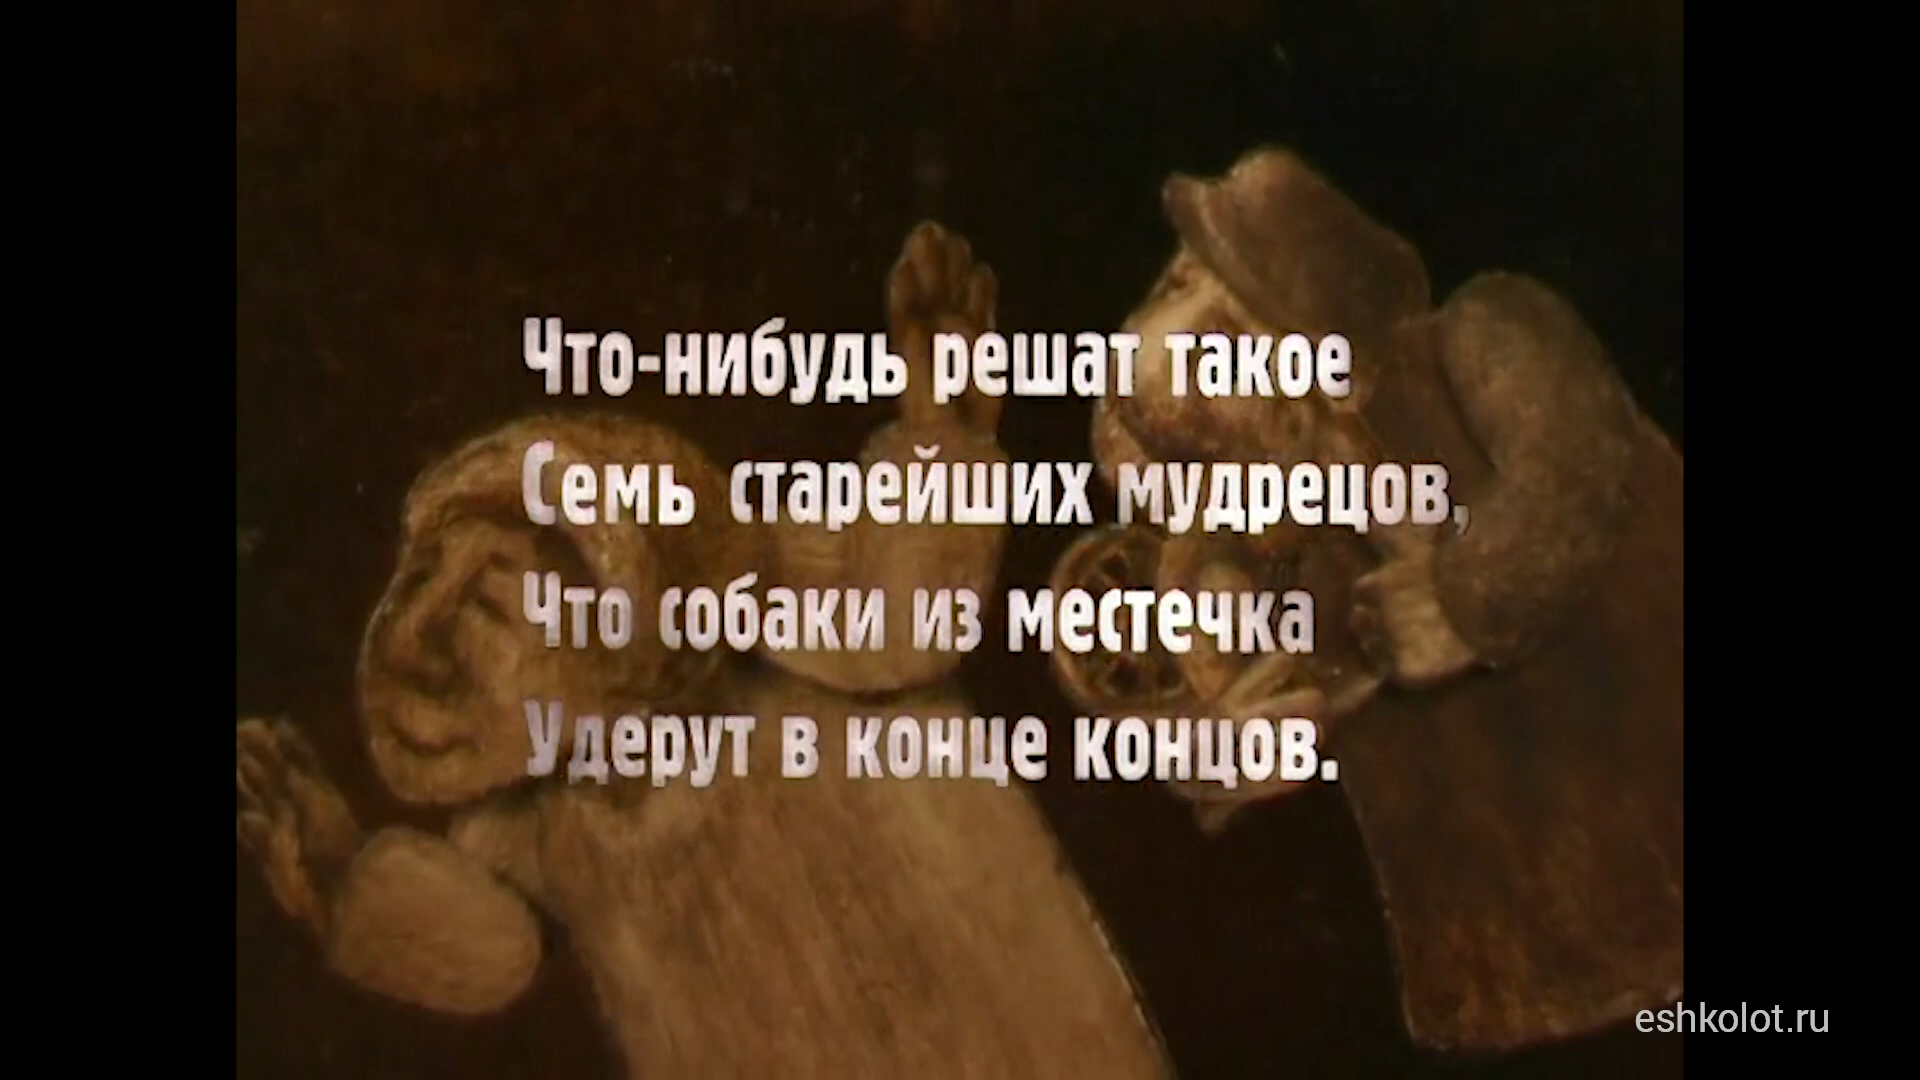 Что-нибудь решат такое
Семь старейших мудрецов,
Что собаки из местечка
Удерут в конце концов.
eshkolot.ru